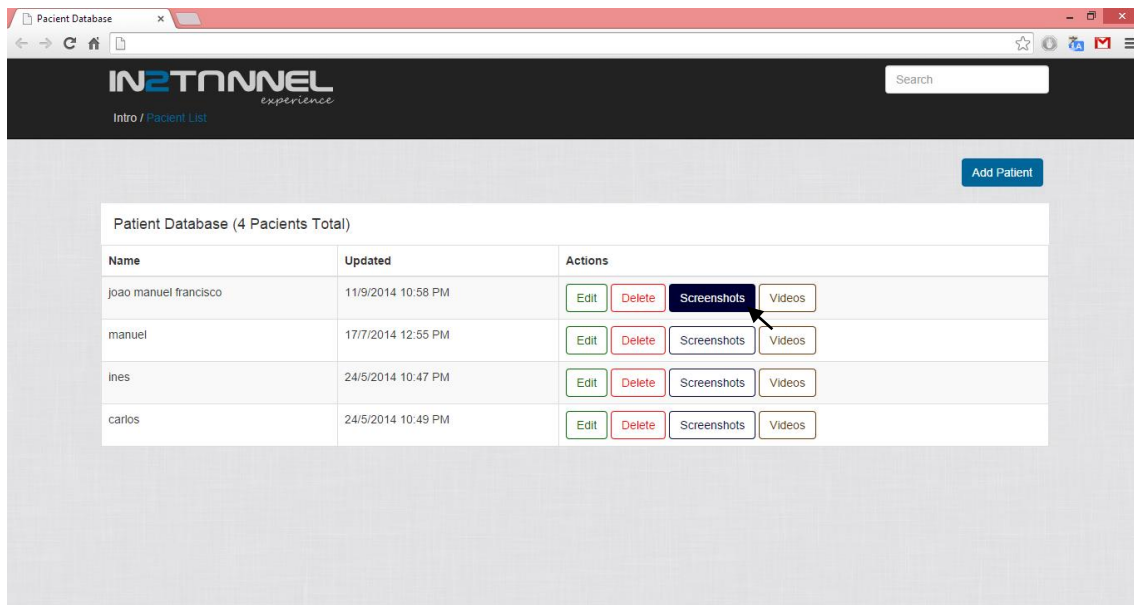 Pacient Database
IN2TUNNEL
experience
Search
Intro / Pacient List
Add Patient
Patient Database (4 Pacients Total)
Name Updated Actions
joao manuel francisco 11/9/2014 10:58 PM Edit Delete Screenshots Videos
manuel 17/7/2014 12:55 PM Edit Delete Screenshots Videos
ines 24/5/2014 10:47 PM Edit Delete Screenshots Videos
carlos 24/5/2014 10:49 PM Edit Delete Screenshots Videos